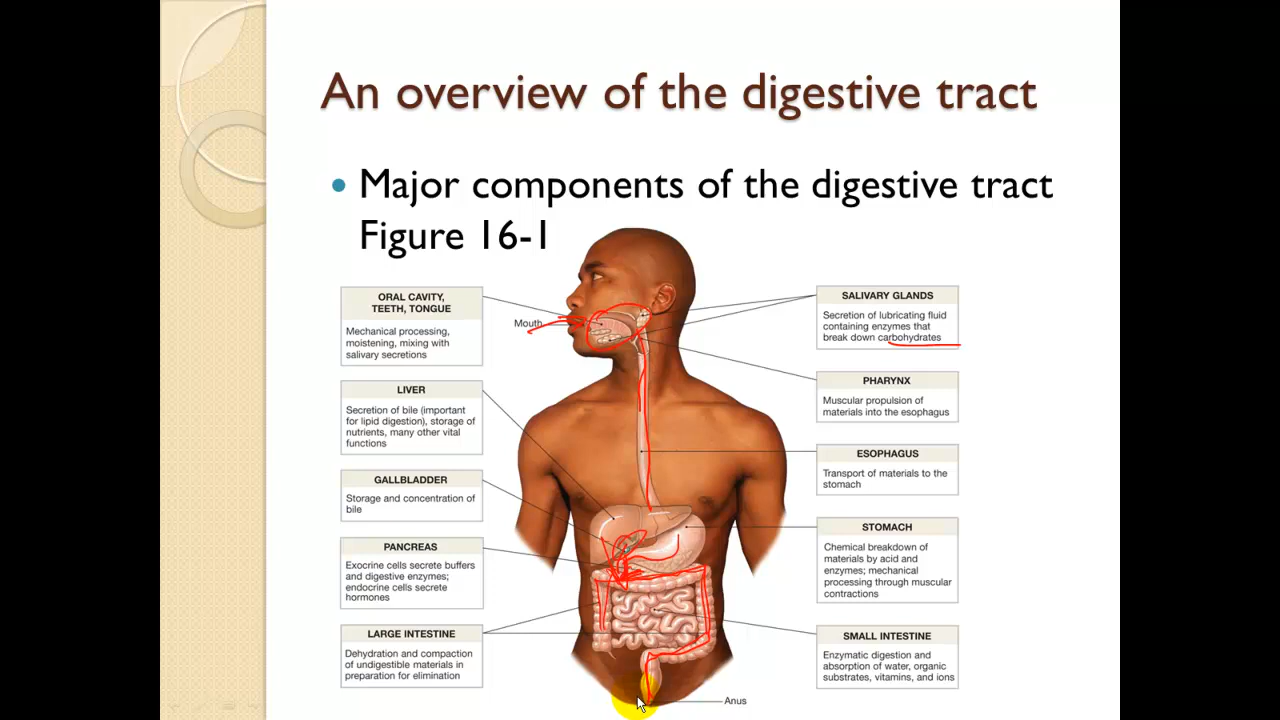 An overview of the digestive tract
• Major components of the digestive tract
Figure 16-1
ORAL CAVITY,
TEETH, TONGUE
Mechanical processing,
moistening, mixing with
salivary secretions
Mouth
LIVER
Secretion of bile (important
for lipid digestion), storage of
nutrients, many other vital
functions
GALLBLADDER
Storage and concentration of
bile
PANCREAS
Exocrine cells secrete buffers
and digestive enzymes;
endocrine cells secrete
hormones
LARGE INTESTINE
Dehydration and compaction
of undigestible materials in
preparation for elimination
SALIVARY GLANDS
Secretion of lubricating fluid
containing enzymes that
break down carbohydrates
PHARYNX
Muscular propulsion of
materials into the esophagus
ESOPHAGUS
Transport of materials to the
stomach
STOMACH
Chemical breakdown of
materials by acid and
enzymes; mechanical
processing through muscular
contractions
SMALL INTESTINE
Enzymatic digestion and
absorption of water, organic
substrates, vitamins, and ions
Anus